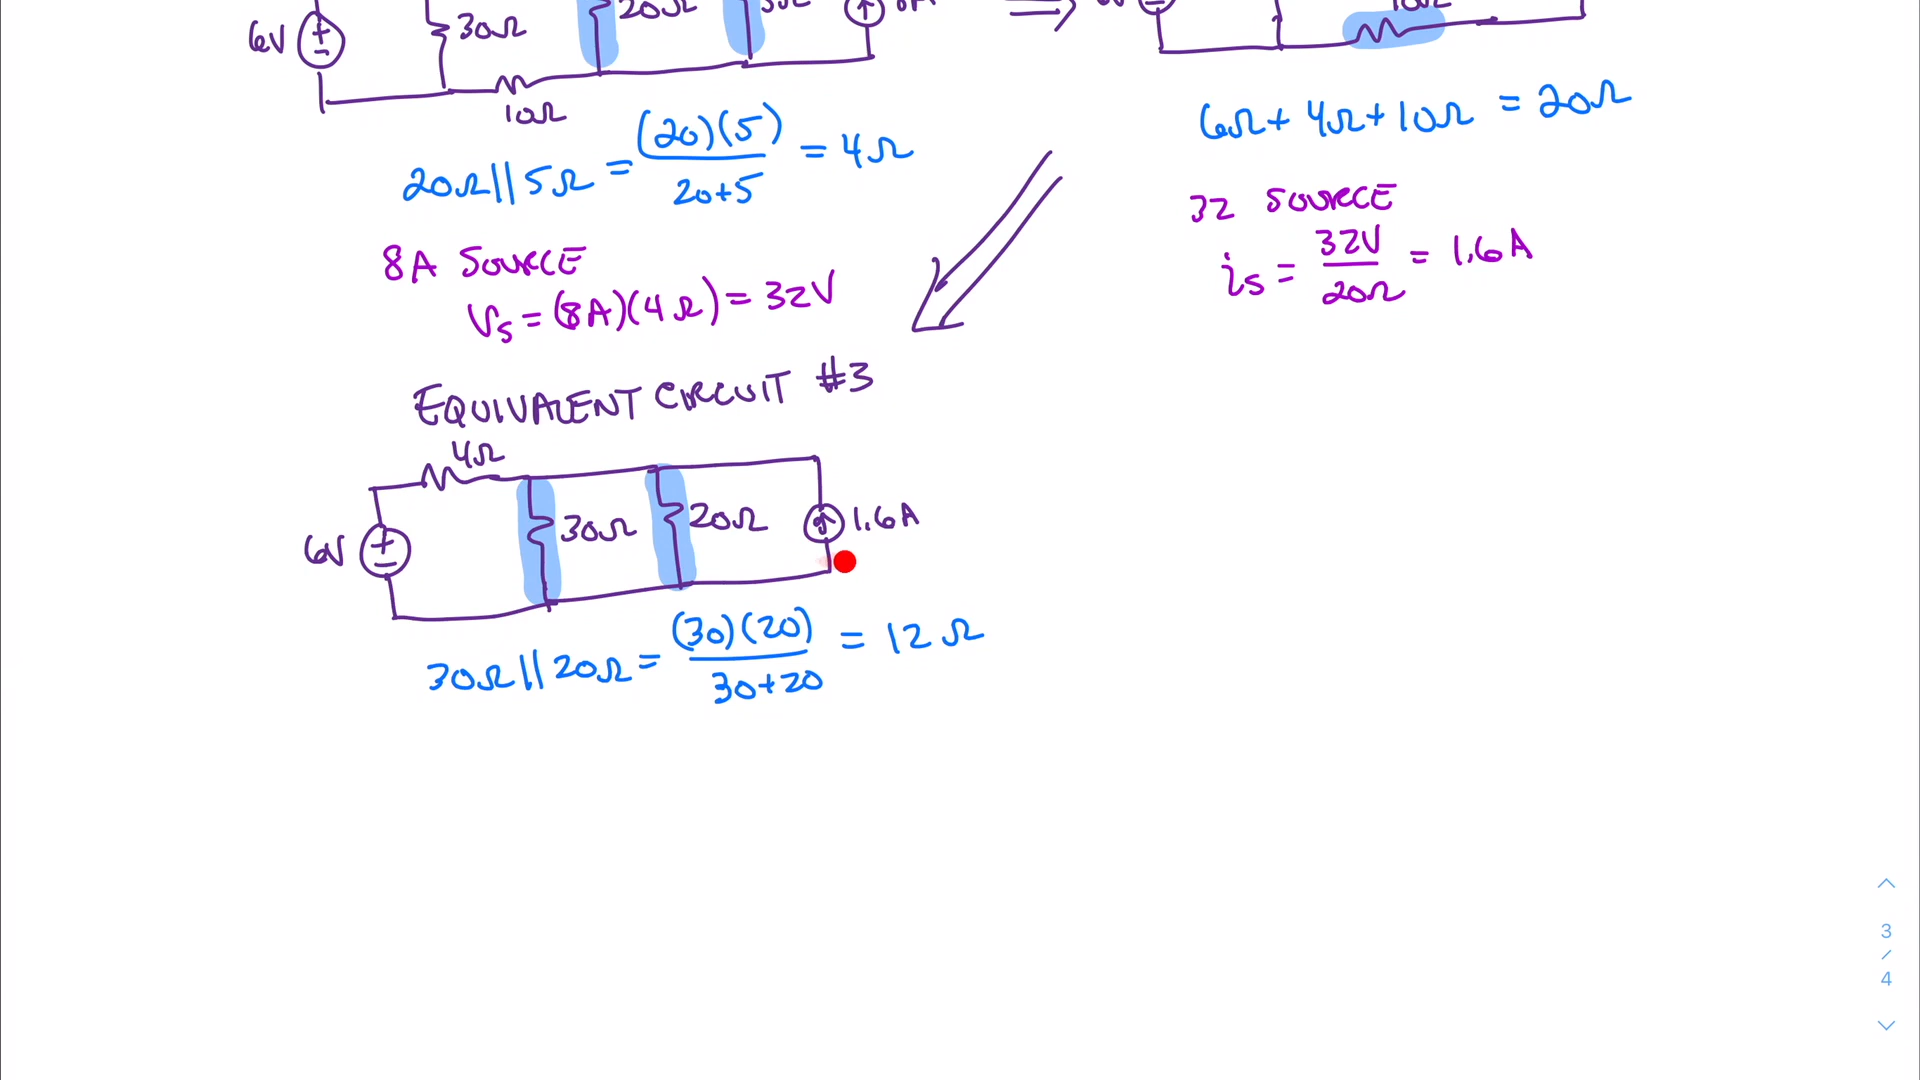 6V
30Ω
20Ω
10Ω
10Ω
20Ω||5Ω = (20)(5) / 20+5 = 4Ω
8A SOURCE
Vs = (8A)(4Ω) = 32V
6Ω + 4Ω + 10Ω = 20Ω
32 SOURCE
is = 32V / 20Ω = 1.6A
EQUIVALENT CIRCUIT #3
4Ω
6V
30Ω
20Ω
1.6A
30Ω||20Ω = (30)(20) / 30+20 = 12Ω
3
/
4